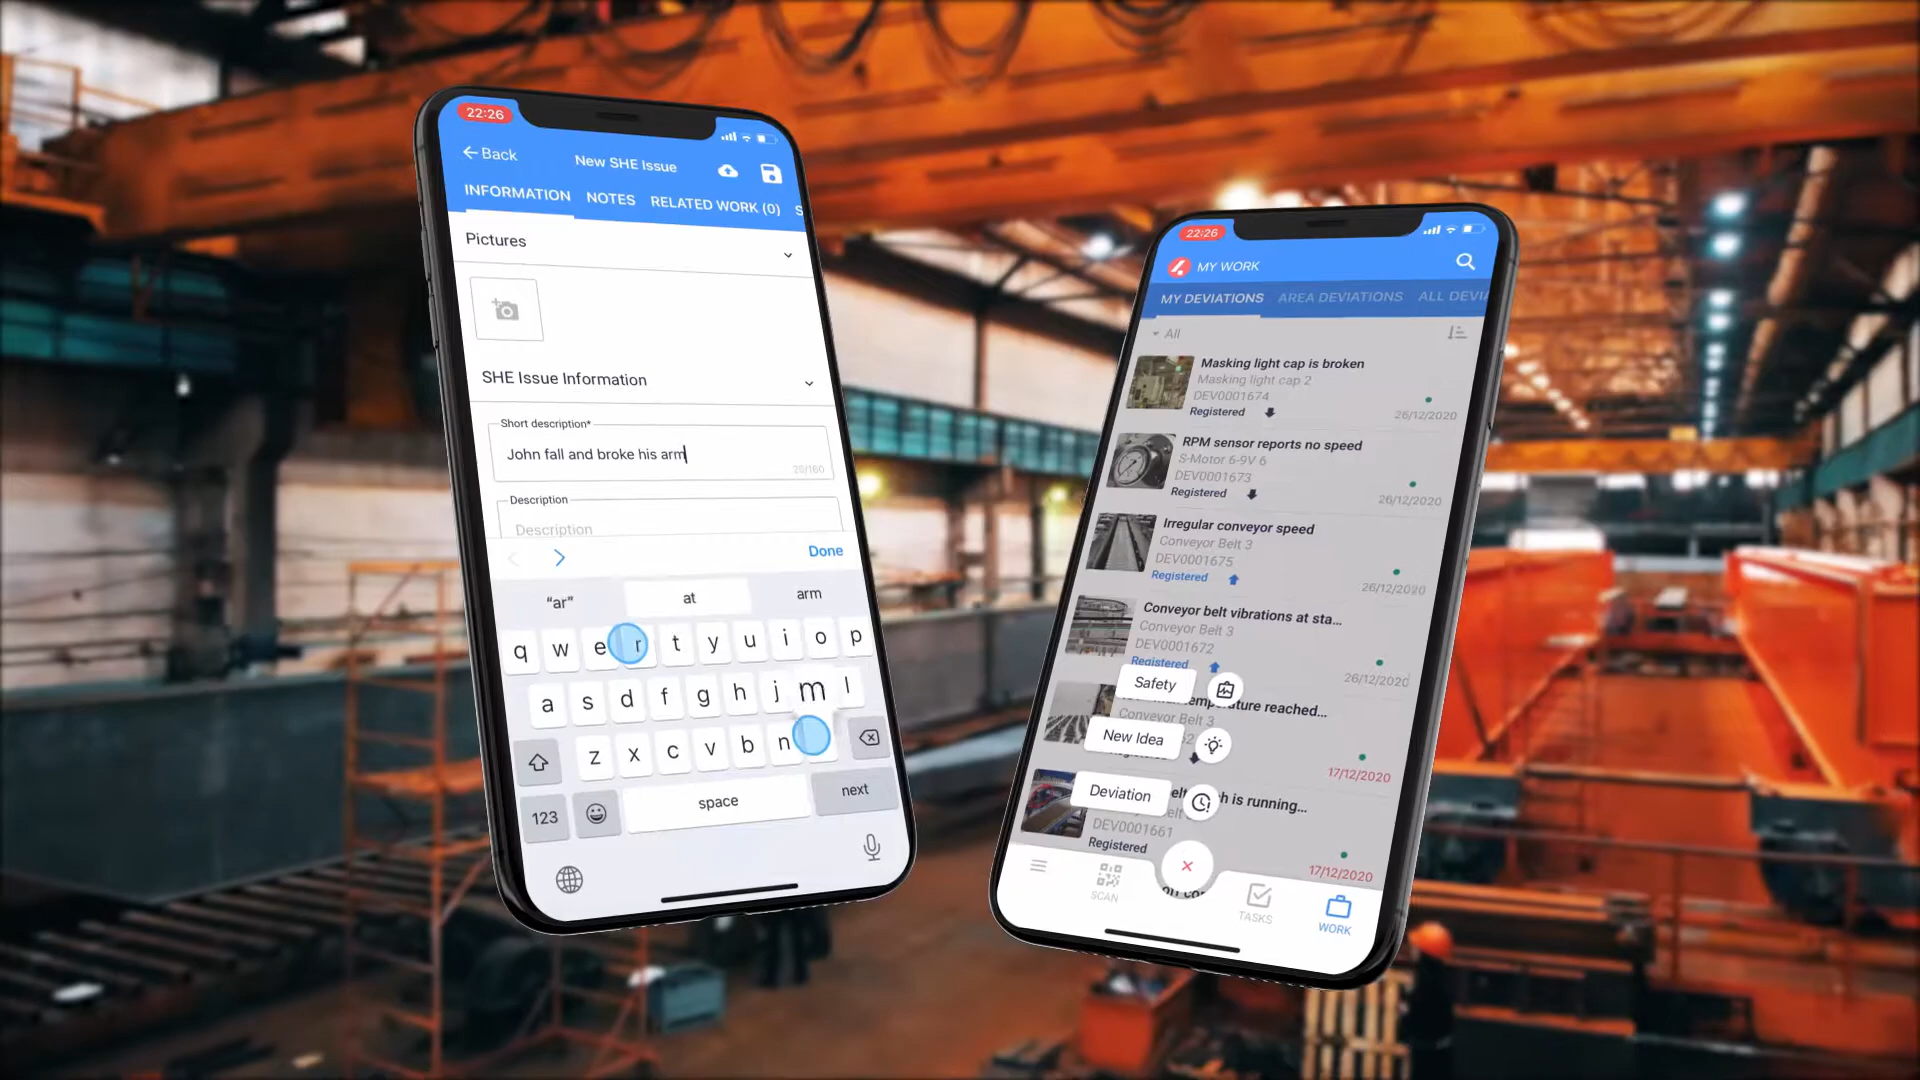 22:26
Back
New SHE Issue
INFORMATION NOTES RELATED WORK (0) S
Pictures
SHE Issue Information
Short description*
John fall and broke his arm
20/160
Description
Description
Done
"ar" at arm
q w e r t y u i o p
a s d f g h j m l
z x c v b n
123 space next
22:26
MY WORK
MY DEVIATIONS AREA DEVIATIONS ALL DEVIA
All
Masking light cap is broken
Masking light cap 2
DEV0001674
Registered 26/12/2020
RPM sensor reports no speed
S-Motor 6-9V 6
DEV0001673
Registered 26/12/2020
Irregular conveyor speed
Conveyor Belt 3
DEV0001675
Registered 26/12/2020
Conveyor belt vibrations at sta...
Conveyor Belt 3
DEV0001672
Registered 26/12/2020
Safety
reached...
Conveyor Belt 3
New Idea
17/12/2020
Deviation
h is running...
DEV0001661
Registered 17/12/2020
SCAN TASKS WORK